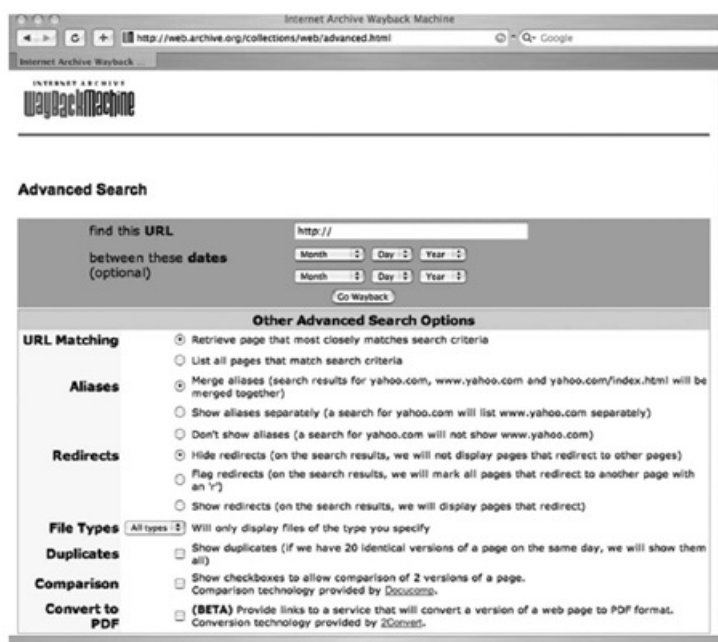 Internet Archive Wayback Machine
http://web.archive.org/collections/web/advanced.html
Google
Internet Archive Wayback ...
INTERNET ARCHIVE
WayBackMachine
Advanced Search
find this URL http://
between these dates Month Day Year
(optional) Month Day Year
Go Wayback
Other Advanced Search Options
URL Matching Retrieve page that most closely matches search criteria
List all pages that match search criteria
Aliases Merge aliases (search results for yahoo.com, www.yahoo.com and yahoo.com/index.html will be
merged together)
Show aliases separately (a search for yahoo.com will list www.yahoo.com separately)
Don't show aliases (a search for yahoo.com will not show www.yahoo.com)
Redirects Hide redirects (on the search results, we will not display pages that redirect to other pages)
Flag redirects (on the search results, we will mark all pages that redirect to another page with
an 'r')
Show redirects (on the search results, we will display pages that redirect)
File Types All types Will only display files of the type you specify
Duplicates Show duplicates (if we have 20 identical versions of a page on the same day, we will show them
all)
Comparison Show checkboxes to allow comparison of 2 versions of a page.
Comparison technology provided by Docucomp.
Convert to (BETA) Provide links to a service that will convert a version of a web page to PDF format.
PDF Conversion technology provided by 2Convert.